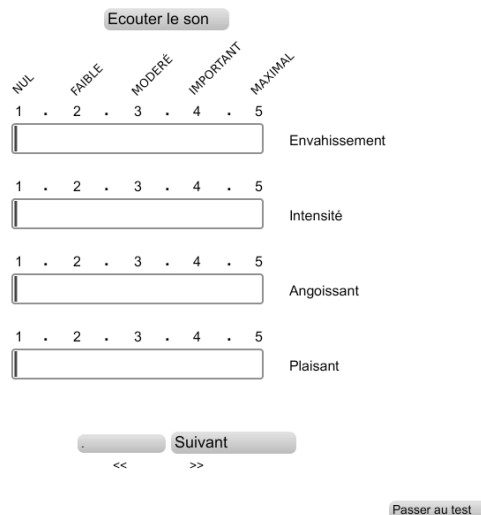 Ecouter le son
NUL FAIBLE MODERÉ IMPORTANT MAXIMAL
1 . 2 . 3 . 4 . 5
Envahissement
1 . 2 . 3 . 4 . 5
Intensité
1 . 2 . 3 . 4 . 5
Angoissant
1 . 2 . 3 . 4 . 5
Plaisant
. Suivant
<< >>
Passer au test